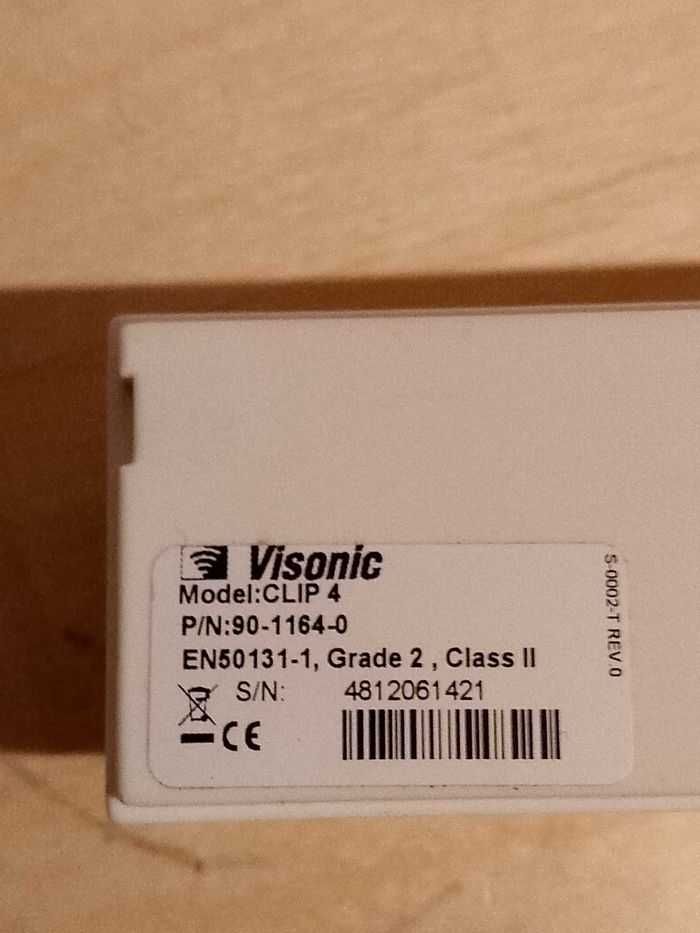 Visonic
Model:CLIP 4
P/N:90-1164-0
EN50131-1, Grade 2 , Class II
S/N: 4812061421
CE
S-0002-T REV.0